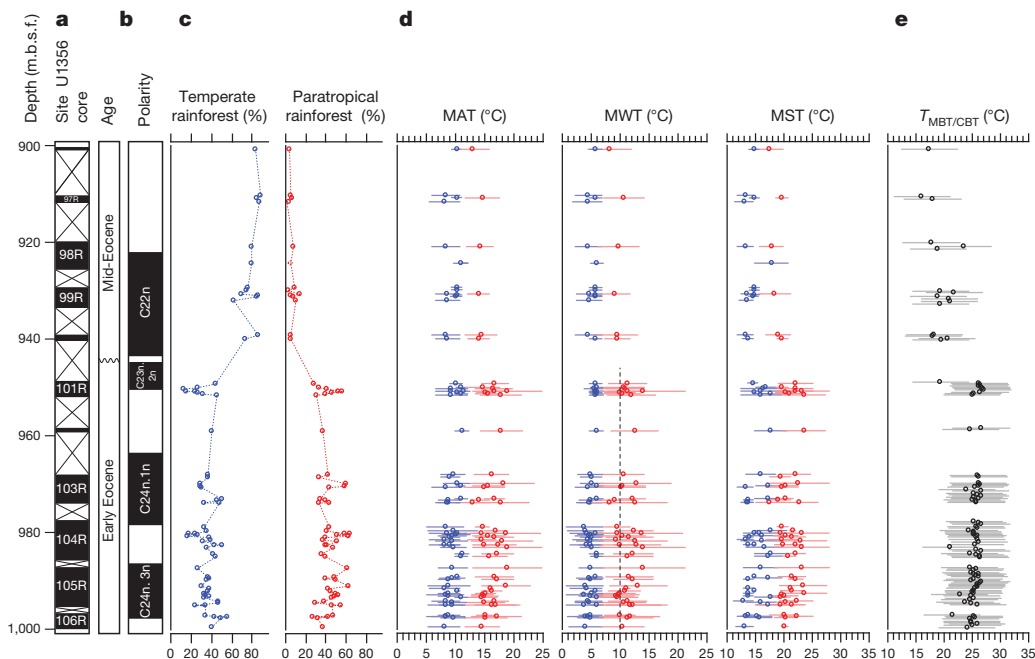 a b c d e
Depth (m.b.s.f.)
Site U1356 core
Age
Polarity
Temperate rainforest (%)
Paratropical rainforest (%)
MAT (°C)
MWT (°C)
MST (°C)
TMBT/CBT (°C)
900
920
940
960
980
1,000
97R
98R
99R
101R
103R
104R
105R
106R
Mid-Eocene
Early Eocene
C22n
C23n. 2n
C24n.1n
C24n. 3n
0 20 40 60 80
0 20 40 60 80
0 5 10 15 20 25
0 5 10 15 20 25
10 15 20 25 30
5 10 15 20 25 30 35